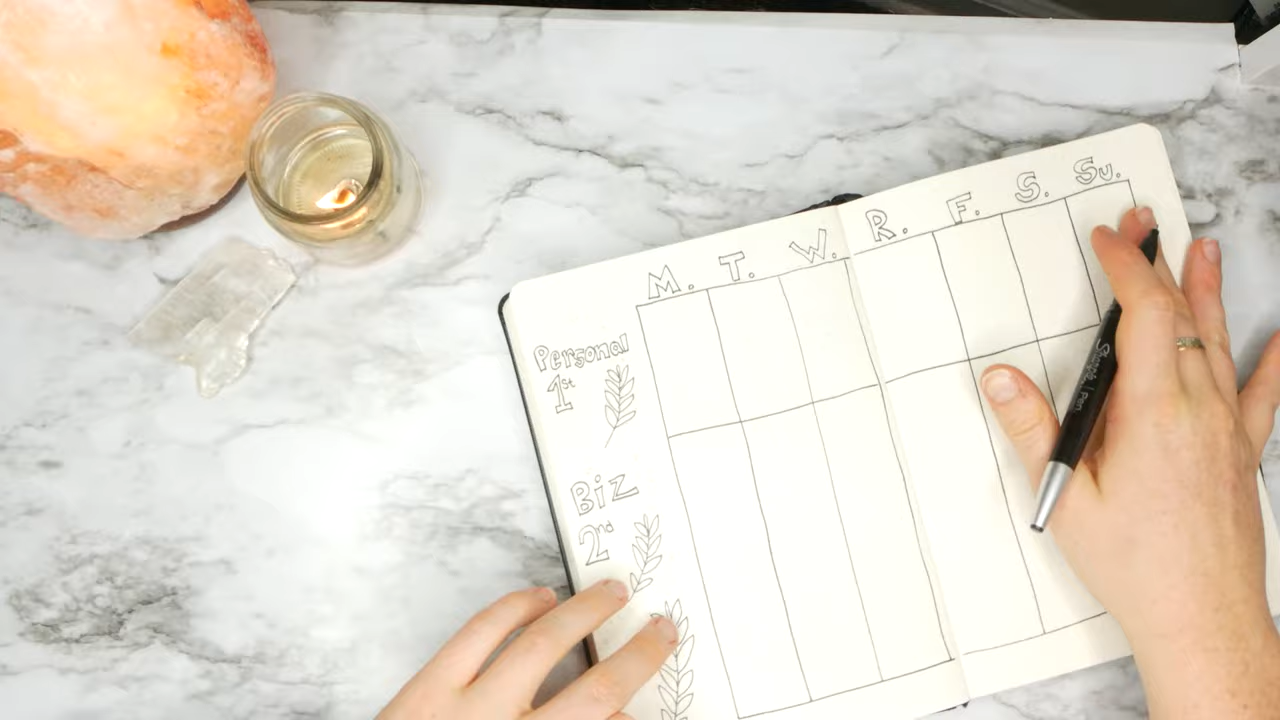 M. T. W. R. F. S. Su.
Personal
1st
Biz
2nd
Sharpie Pen